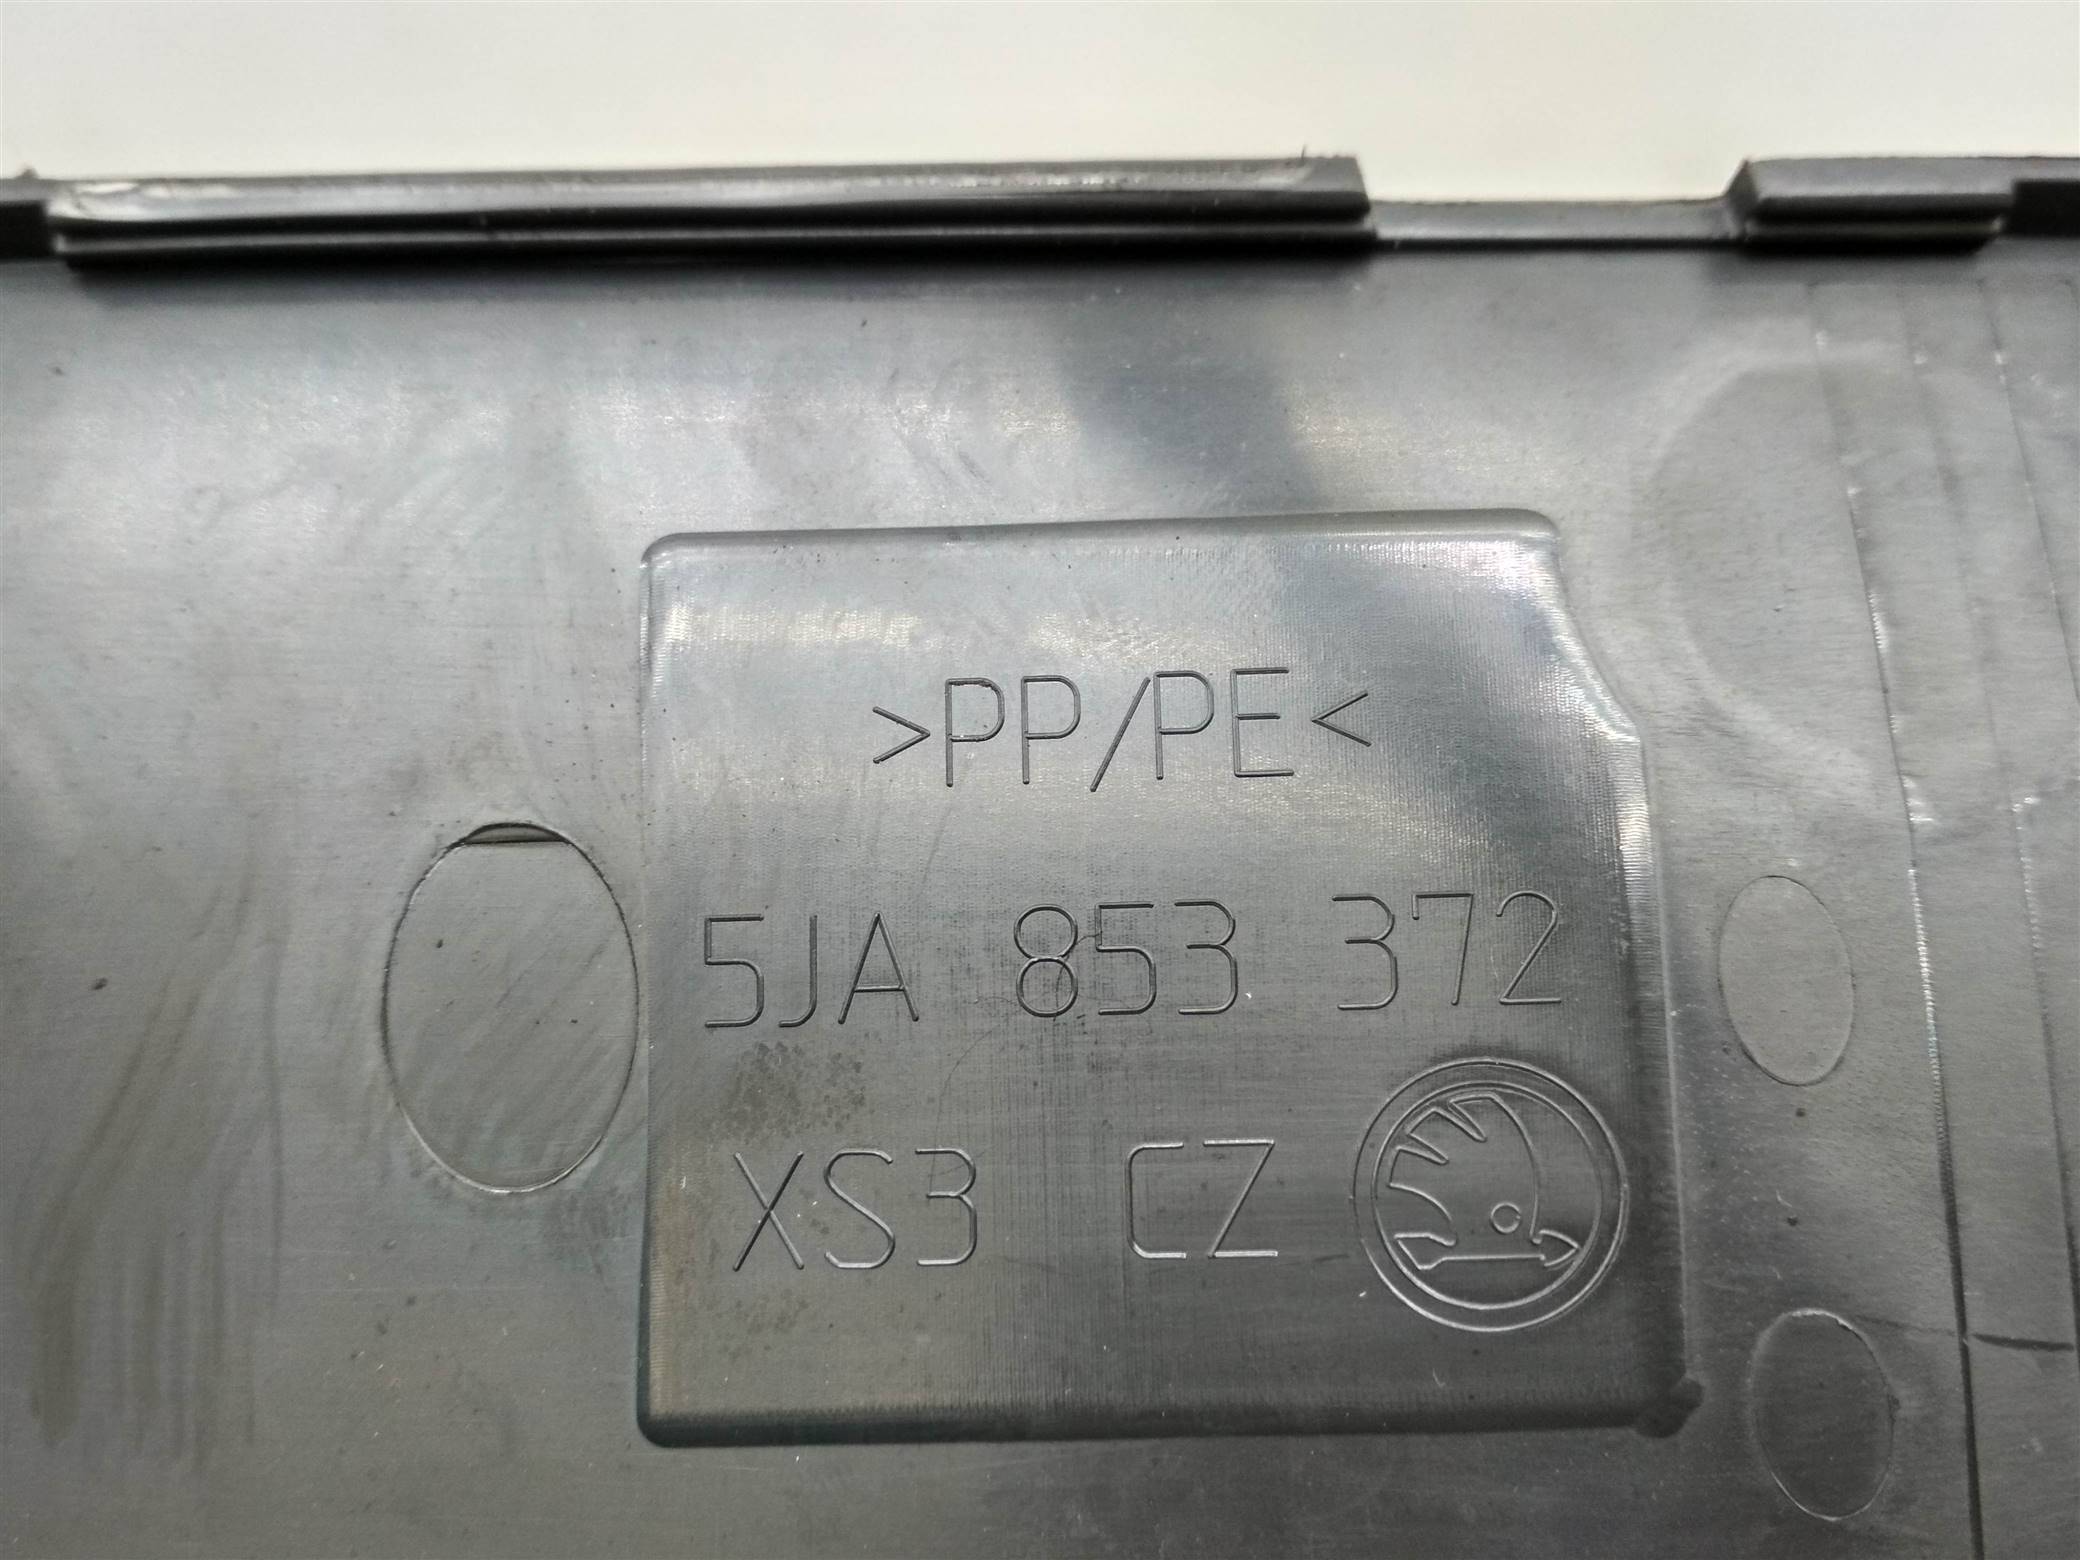 >PP/PE<
5JA 853 372
XS3 CZ